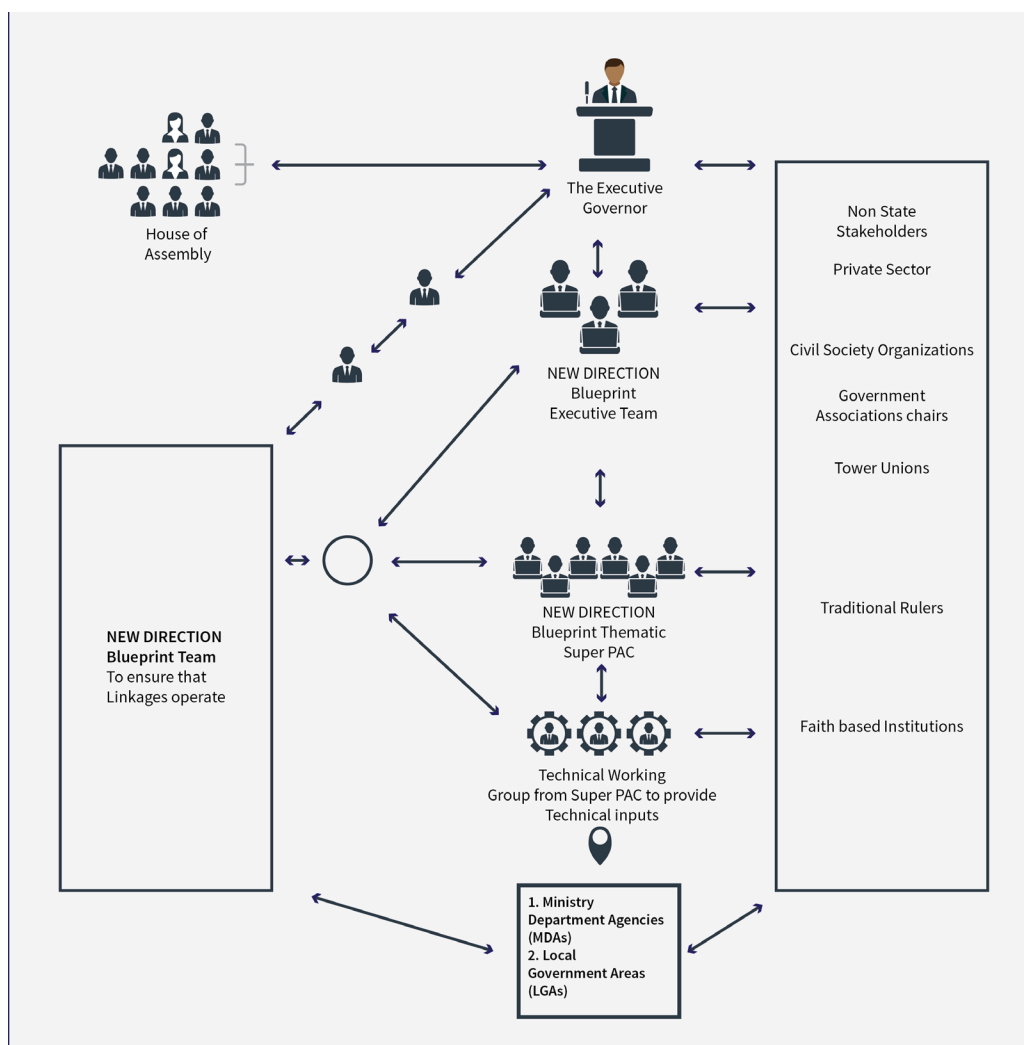 The Executive
Governor
House of
Assembly
NEW DIRECTION
Blueprint
Executive Team
NEW DIRECTION
Blueprint Team
To ensure that
Linkages operate
NEW DIRECTION
Blueprint Thematic
Super PAC
Technical Working
Group from Super PAC to provide
Technical inputs
1. Ministry
Department Agencies
(MDAs)
2. Local
Government Areas
(LGAs)
Non State
Stakeholders
Private Sector
Civil Society Organizations
Government
Associations chairs
Tower Unions
Traditional Rulers
Faith based Institutions